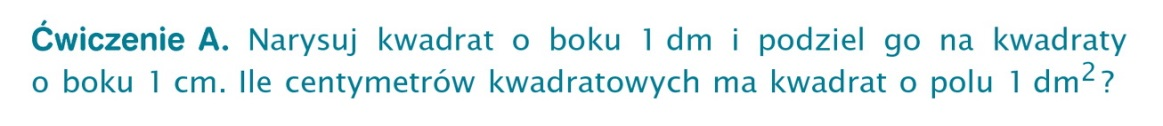 Ćwiczenie A. Narysuj kwadrat o boku 1 dm i podziel go na kwadraty
o boku 1 cm. Ile centymetrów kwadratowych ma kwadrat o polu 1 dm²?